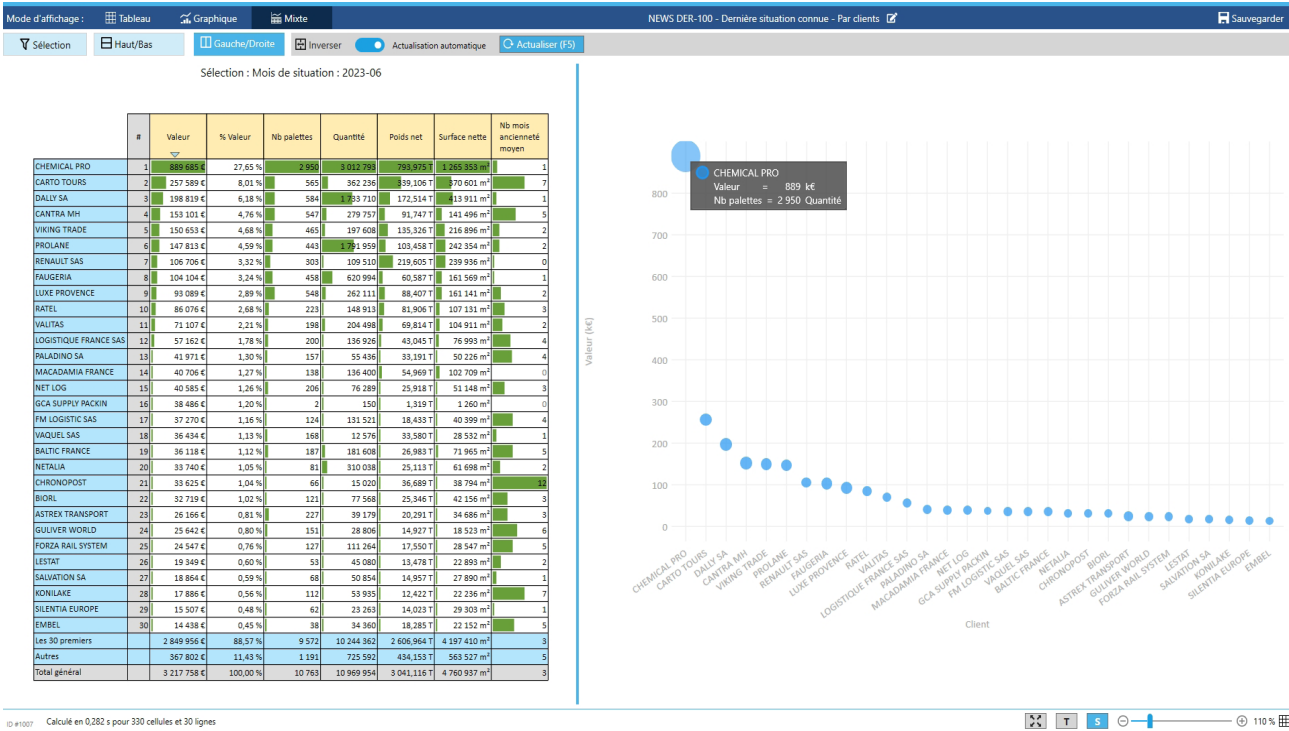 Mode d'affichage : Tableau Graphique Mixte NEWS DER-100 - Dernière situation connue - Par clients Sauvegarder
Sélection Haut/Bas Gauche/Droite Inverser Actualisation automatique Actualiser (F5)
Sélection : Mois de situation : 2023-06
# Valeur % Valeur Nb palettes Quantité Poids net Surface nette Nb mois ancienneté moyen
CHEMICAL PRO 1 889 685 € 27,65 % 2 950 3 012 793 793,975 T 1 265 353 m² 1
CARTO TOURS 2 257 589 € 8,01 % 565 362 236 339,106 T 370 601 m² 7
DALLY SA 3 198 819 € 6,18 % 584 1 733 710 172,514 T 413 911 m² 1
CANTRA MH 4 153 101 € 4,76 % 547 279 757 91,747 T 141 496 m² 5
VIKING TRADE 5 150 653 € 4,68 % 465 197 608 135,326 T 216 896 m² 2
PROLANE 6 147 813 € 4,59 % 443 1 791 959 103,458 T 242 354 m² 2
RENAULT SAS 7 106 706 € 3,32 % 303 109 510 219,605 T 239 936 m² 0
FAUGERIA 8 104 104 € 3,24 % 458 620 994 60,587 T 161 569 m² 1
LUXE PROVENCE 9 93 089 € 2,89 % 548 262 111 88,407 T 161 141 m² 2
RATEL 10 86 076 € 2,68 % 223 148 913 81,906 T 107 131 m² 3
VALITAS 11 71 107 € 2,21 % 198 204 498 69,814 T 104 911 m² 2
LOGISTIQUE FRANCE SAS 12 57 162 € 1,78 % 200 136 926 43,045 T 76 993 m² 4
PALADINO SA 13 41 971 € 1,30 % 157 55 436 33,191 T 50 226 m² 4
MACADAMIA FRANCE 14 40 706 € 1,27 % 138 136 400 54,969 T 102 709 m² 0
NET LOG 15 40 585 € 1,26 % 206 76 289 25,918 T 51 148 m² 3
GCA SUPPLY PACKIN 16 38 486 € 1,20 % 2 150 1,319 T 1 260 m² 0
FM LOGISTIC SAS 17 37 270 € 1,16 % 124 131 521 18,433 T 40 399 m² 4
VAQUEL SAS 18 36 434 € 1,13 % 168 12 576 33,580 T 28 532 m² 1
BALTIC FRANCE 19 36 118 € 1,12 % 187 181 608 26,983 T 71 965 m² 5
NETALIA 20 33 740 € 1,05 % 81 310 038 25,113 T 61 698 m² 2
CHRONOPOST 21 33 625 € 1,04 % 66 15 020 36,689 T 38 794 m² 12
BIORL 22 32 719 € 1,02 % 121 77 568 25,346 T 42 156 m² 3
ASTREX TRANSPORT 23 26 166 € 0,81 % 227 39 179 20,291 T 34 686 m² 3
GULIVER WORLD 24 25 642 € 0,80 % 151 28 806 14,927 T 18 523 m² 6
FORZA RAIL SYSTEM 25 24 547 € 0,76 % 127 111 264 17,550 T 28 547 m² 5
LESTAT 26 19 349 € 0,60 % 53 45 080 13,478 T 22 893 m² 2
SALVATION SA 27 18 864 € 0,59 % 68 50 854 14,957 T 27 890 m² 1
KONILAKE 28 17 886 € 0,56 % 112 53 935 12,422 T 22 236 m² 7
SILENTIA EUROPE 29 15 507 € 0,48 % 62 23 263 14,023 T 29 303 m² 1
EMBEL 30 14 438 € 0,45 % 38 34 360 18,285 T 22 152 m² 5
Les 30 premiers 2 849 956 € 88,57 % 9 572 10 244 362 2 606,964 T 4 197 410 m² 3
Autres 367 802 € 11,43 % 1 191 725 592 434,153 T 563 527 m² 5
Total général 3 217 758 € 100,00 % 10 763 10 969 954 3 041,116 T 4 760 937 m² 3
CHEMICAL PRO
Valeur = 889 k€
Nb palettes = 2 950 Quantité
Valeur (k€)
800
700
600
500
400
300
200
100
0
CHEMICAL PRO
CARTO TOURS
DALLY SA
CANTRA MH
VIKING TRADE
PROLANE
RENAULT SAS
FAUGERIA
LUXE PROVENCE
RATEL
VALITAS
LOGISTIQUE FRANCE SAS
PALADINO SA
MACADAMIA FRANCE
NET LOG
GCA SUPPLY PACKIN
FM LOGISTIC SAS
VAQUEL SAS
BALTIC FRANCE
NETALIA
CHRONOPOST
BIORL
ASTREX TRANSPORT
GULIVER WORLD
FORZA RAIL SYSTEM
LESTAT
SALVATION SA
KONILAKE
SILENTIA EUROPE
EMBEL
Client
ID #1007 Calculé en 0,282 s pour 330 cellules et 30 lignes T S 110 %